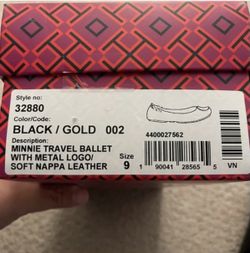 Style no:
32880
Color/Code:
BLACK / GOLD 002
Description:
MINNIE TRAVEL BALLET
WITH METAL LOGO/
SOFT NAPPA LEATHER
Size
9
4400027562
1 90041 28565 5
VN